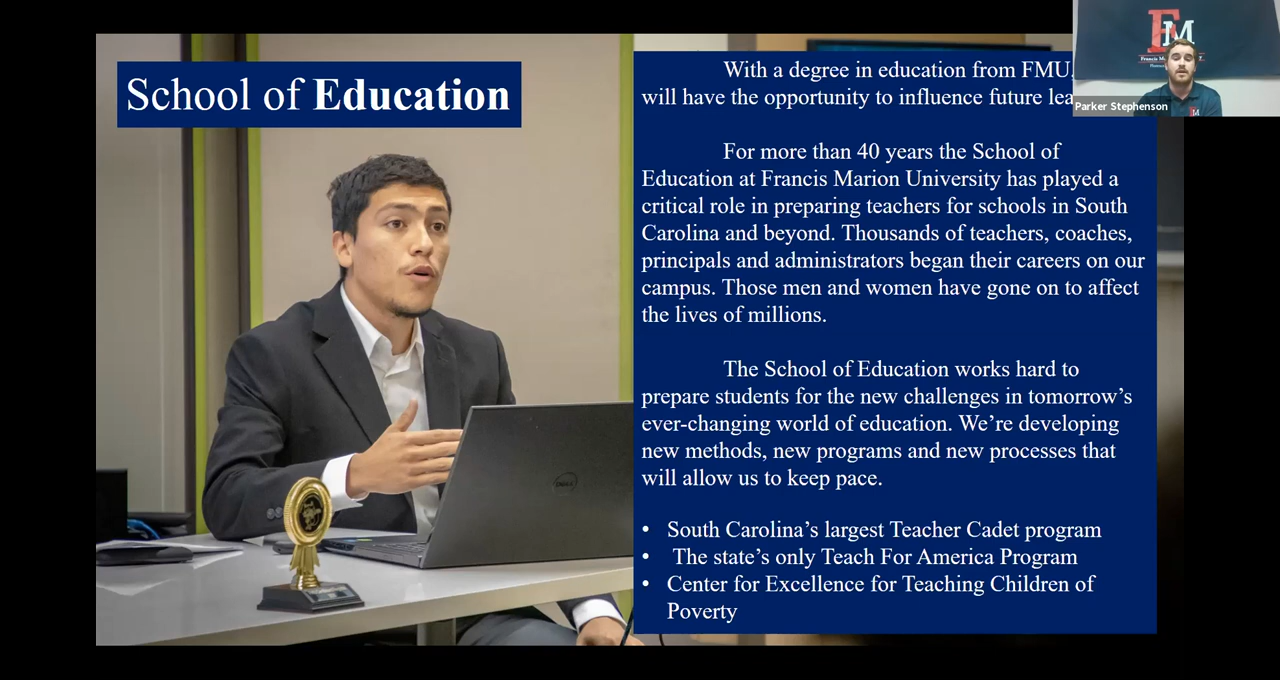 School of Education
With a degree in education from FMU
will have the opportunity to influence future
For more than 40 years the School of
Education at Francis Marion University has played a
critical role in preparing teachers for schools in South
Carolina and beyond. Thousands of teachers, coaches,
principals and administrators began their careers on our
campus. Those men and women have gone on to affect
the lives of millions.
The School of Education works hard to
prepare students for the new challenges in tomorrow’s
ever-changing world of education. We’re developing
new methods, new programs and new processes that
will allow us to keep pace.
• South Carolina’s largest Teacher Cadet program
• The state’s only Teach For America Program
• Center for Excellence for Teaching Children of
Poverty
FM
Parker Stephenson
DELL